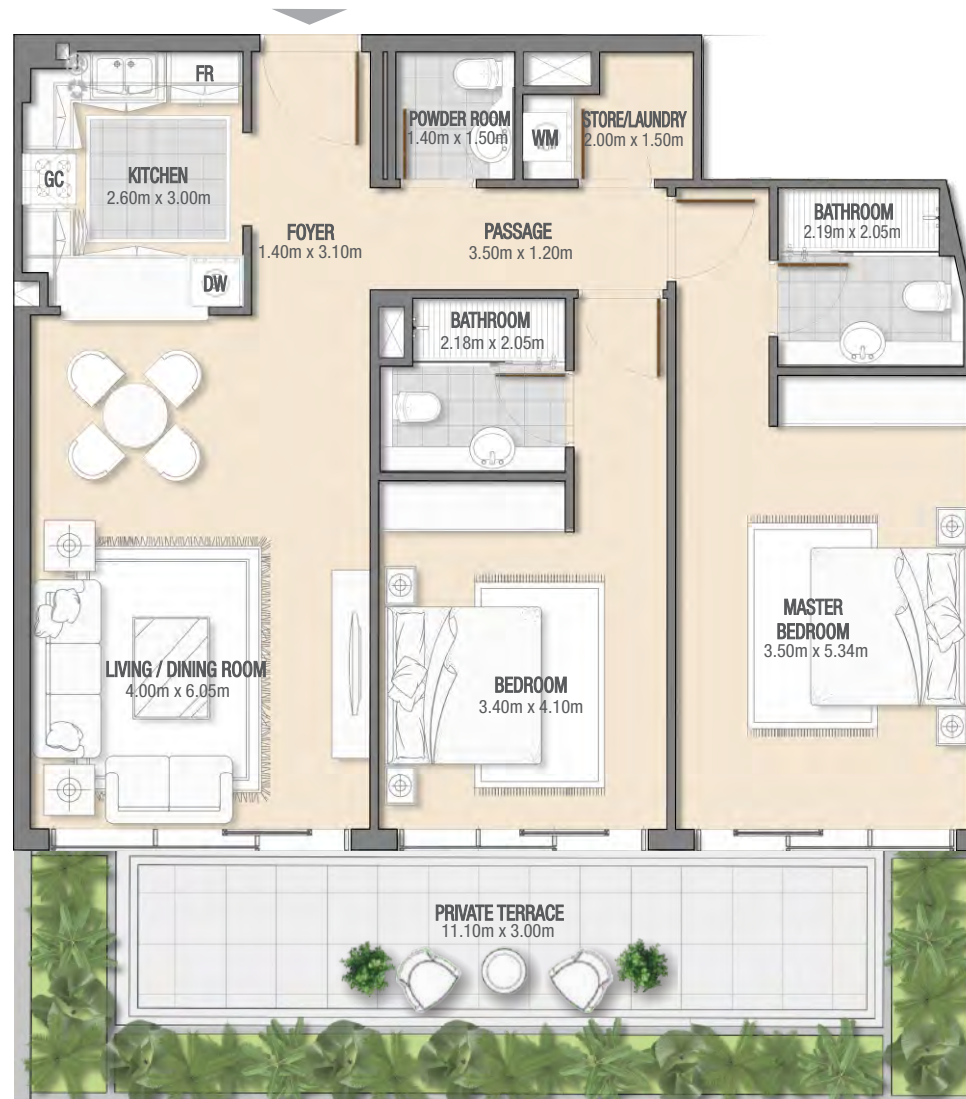 FR
POWDER ROOM
1.40m x 1.50m
WM
STORE/LAUNDRY
2.00m x 1.50m
GC
KITCHEN
2.60m x 3.00m
FOYER
1.40m x 3.10m
PASSAGE
3.50m x 1.20m
BATHROOM
2.19m x 2.05m
DW
BATHROOM
2.18m x 2.05m
LIVING / DINING ROOM
4.00m x 6.05m
BEDROOM
3.40m x 4.10m
MASTER
BEDROOM
3.50m x 5.34m
PRIVATE TERRACE
11.10m x 3.00m